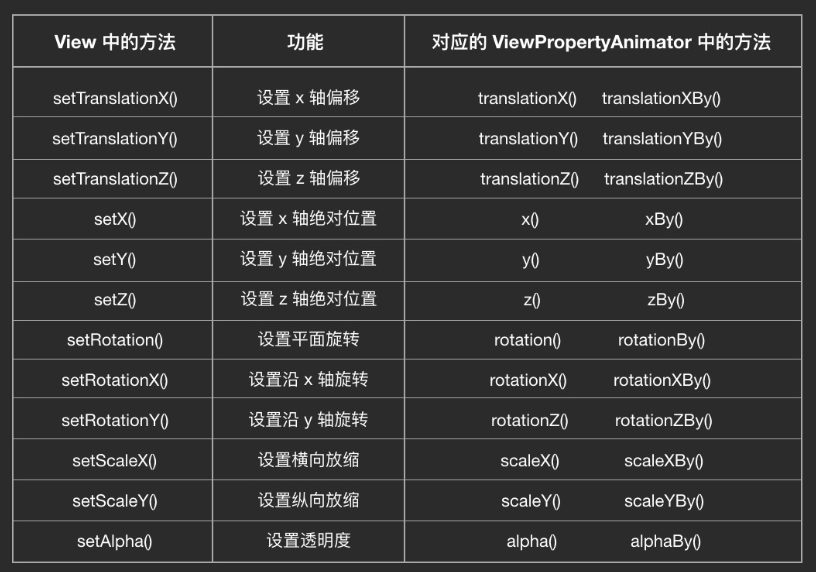 View 中的方法 功能 对应的 ViewPropertyAnimator 中的方法
setTranslationX() 设置 x 轴偏移 translationX() translationXBy()
setTranslationY() 设置 y 轴偏移 translationY() translationYBy()
setTranslationZ() 设置 z 轴偏移 translationZ() translationZBy()
setX() 设置 x 轴绝对位置 x() xBy()
setY() 设置 y 轴绝对位置 y() yBy()
setZ() 设置 z 轴绝对位置 z() zBy()
setRotation() 设置平面旋转 rotation() rotationBy()
setRotationX() 设置沿 x 轴旋转 rotationX() rotationXBy()
setRotationY() 设置沿 y 轴旋转 rotationZ() rotationZBy()
setScaleX() 设置横向放缩 scaleX() scaleXBy()
setScaleY() 设置纵向放缩 scaleY() scaleYBy()
setAlpha() 设置透明度 alpha() alphaBy()